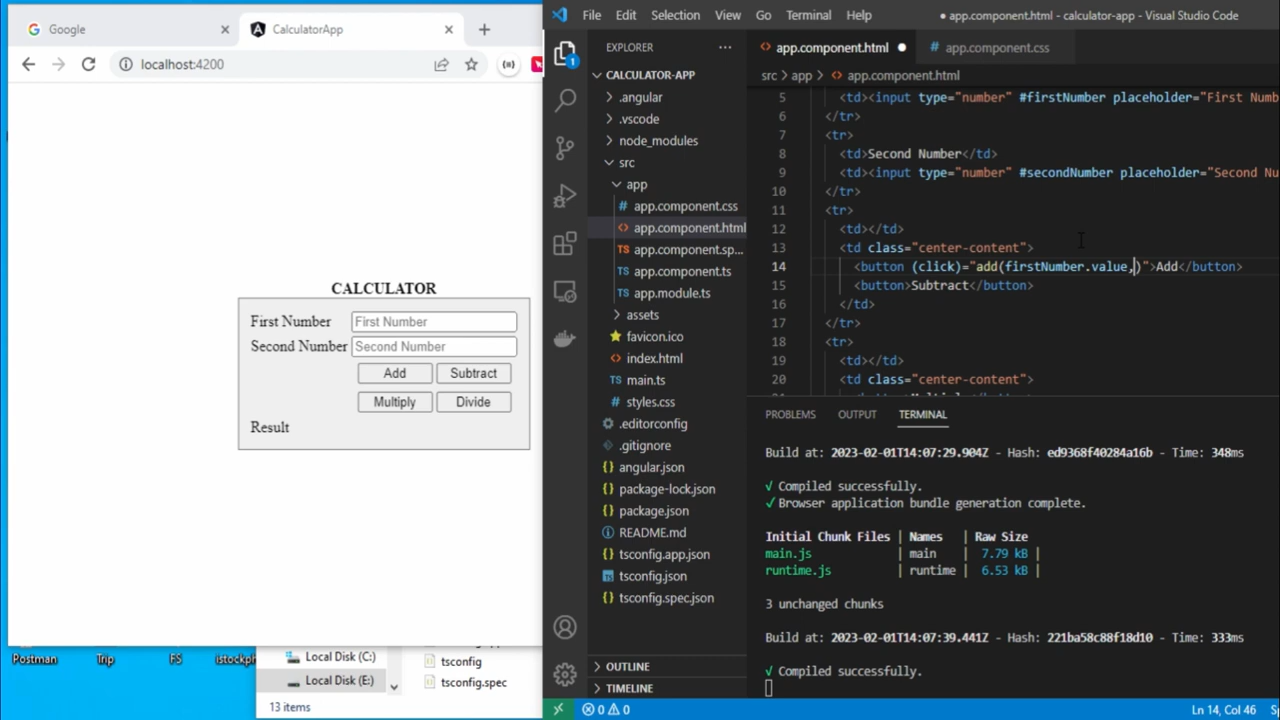 Google
CalculatorApp
localhost:4200
CALCULATOR
First Number First Number
Second Number Second Number
Add Subtract
Multiply Divide
Result
Postman Trip FS istockph
Local Disk (C:)
Local Disk (E:)
tsconfig
tsconfig.spec
13 items
File Edit Selection View Go Terminal Help
● app.component.html - calculator-app - Visual Studio Code
EXPLORER
1
CALCULATOR-APP
.angular
.vscode
node_modules
src
app
# app.component.css
<> app.component.html
TS app.component.sp...
TS app.component.ts
TS app.module.ts
assets
favicon.ico
<> index.html
TS main.ts
# styles.css
.editorconfig
.gitignore
{} angular.json
{} package-lock.json
{} package.json
README.md
{} tsconfig.app.json
TS tsconfig.json
{} tsconfig.spec.json
OUTLINE
TIMELINE
<> app.component.html ● # app.component.css
src > app > <> app.component.html
5 <td><input type="number" #firstNumber placeholder="First Numb
6 </tr>
7 <tr>
8 <td>Second Number</td>
9 <td><input type="number" #secondNumber placeholder="Second Nu
10 </tr>
11 <tr>
12 <td></td>
13 <td class="center-content">
14 <button (click)="add(firstNumber.value,)">Add</button>
15 <button>Subtract</button>
16 </td>
17 </tr>
18 <tr>
19 <td></td>
20 <td class="center-content">
PROBLEMS OUTPUT TERMINAL
Build at: 2023-02-01T14:07:29.904Z - Hash: ed9368f40284a16b - Time: 348ms
√ Compiled successfully.
√ Browser application bundle generation complete.
Initial Chunk Files | Names | Raw Size
main.js | main | 7.79 kB |
runtime.js | runtime | 6.53 kB |
3 unchanged chunks
Build at: 2023-02-01T14:07:39.441Z - Hash: 221ba58c88f18d10 - Time: 333ms
√ Compiled successfully.
0 0
Ln 14, Col 46